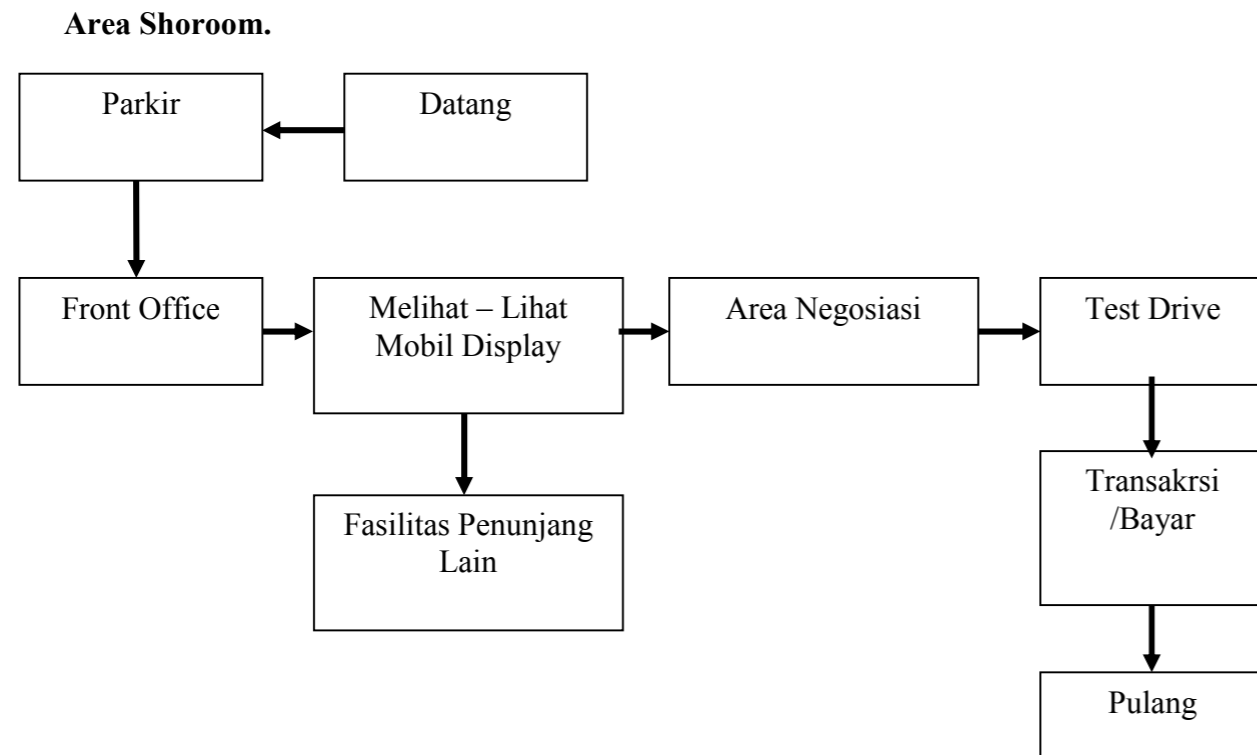 Area Shoroom.
Parkir
Datang
Front Office
Melihat – Lihat
Mobil Display
Area Negosiasi
Test Drive
Fasilitas Penunjang
Lain
Transakrsi
/Bayar
Pulang